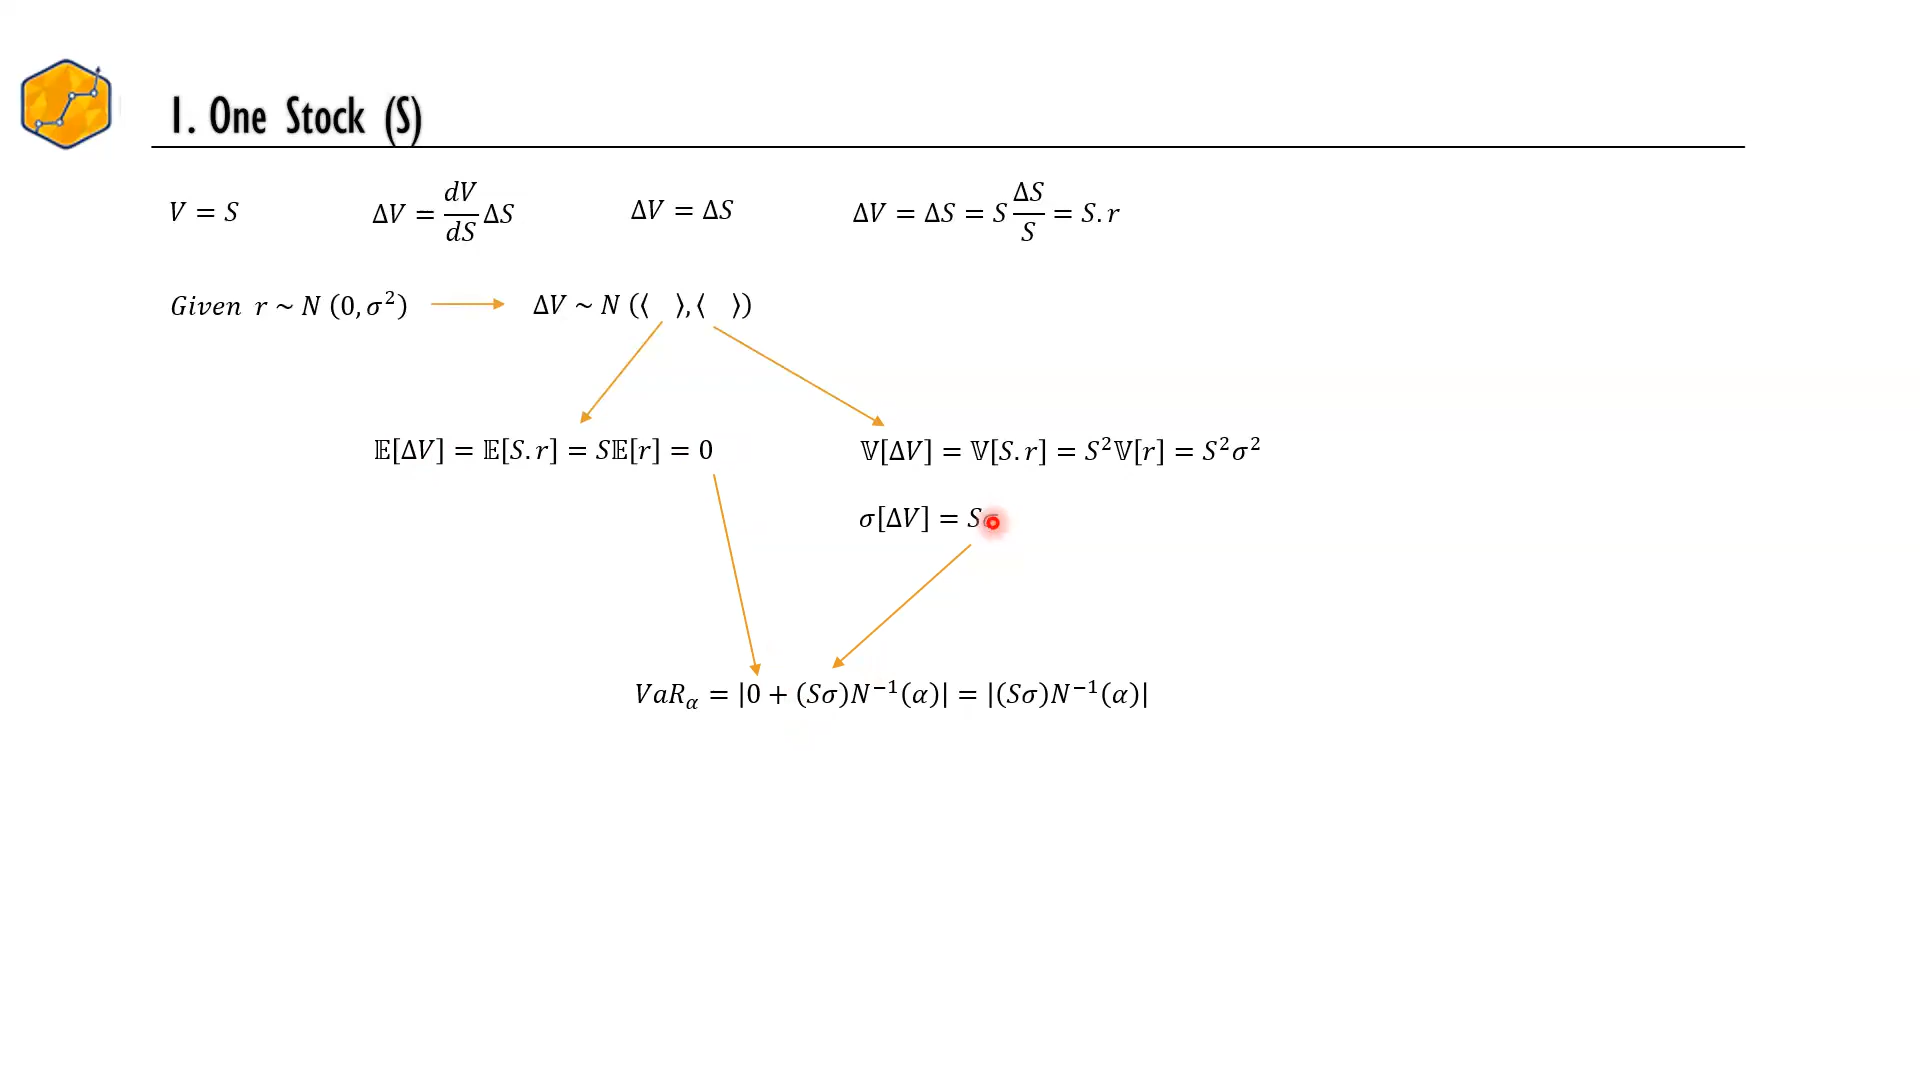 1. One Stock (S)
V = S    ΔV = dV/dS ΔS    ΔV = ΔS    ΔV = ΔS = S ΔS/S = S.r
Given r ~ N (0, σ²)    ΔV ~ N (⟨ ⟩,⟨ ⟩)
𝔼[ΔV] = 𝔼[S.r] = S𝔼[r] = 0    𝕍[ΔV] = 𝕍[S.r] = S²𝕍[r] = S²σ²
σ[ΔV] = Sσ
VaRα = |0 + (Sσ)N⁻¹(α)| = |(Sσ)N⁻¹(α)|